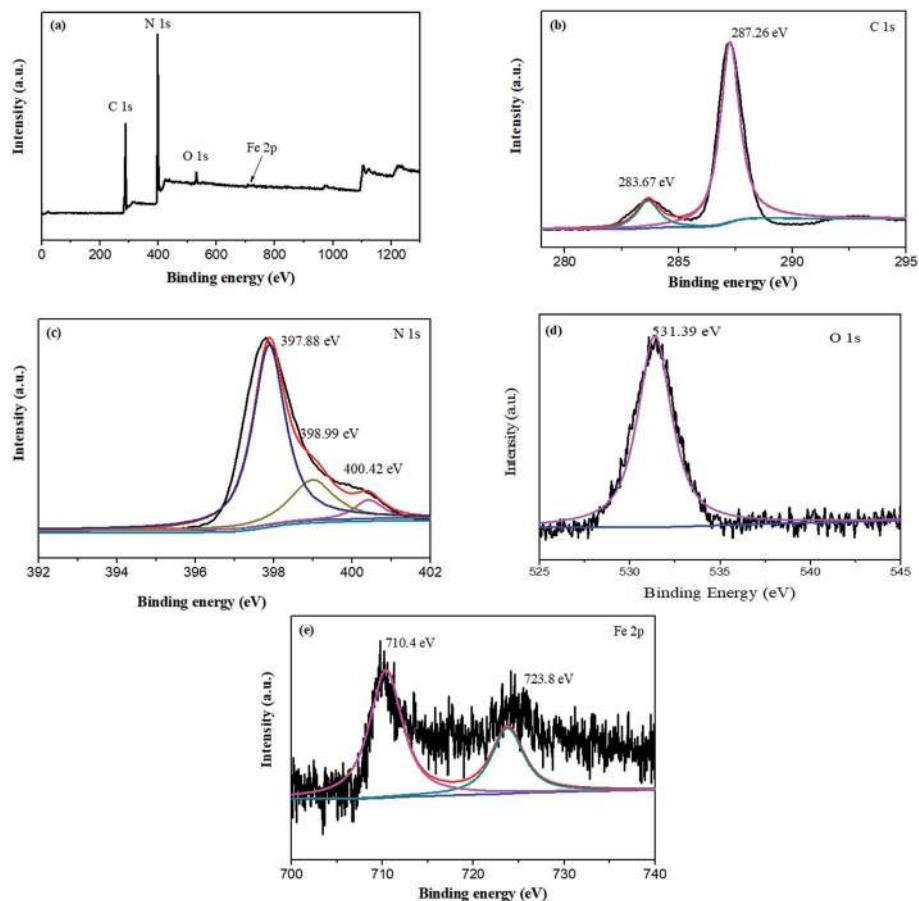 (a)
N 1s
C 1s
O 1s
Fe 2p
Intensity (a.u.)
0 200 400 600 800 1000 1200
Binding energy (eV)
(b)
287.26 eV
C 1s
283.67 eV
Intensity (a.u.)
280 285 290 295
Binding energy (eV)
(c)
N 1s
397.88 eV
398.99 eV
400.42 eV
Intensity (a.u.)
392 394 396 398 400 402
Binding energy (eV)
(d)
531.39 eV
O 1s
Intensity (a.u.)
525 530 535 540 545
Binding Energy (eV)
(e)
Fe 2p
710.4 eV
723.8 eV
Intensity (a.u.)
700 710 720 730 740
Binding energy (eV)